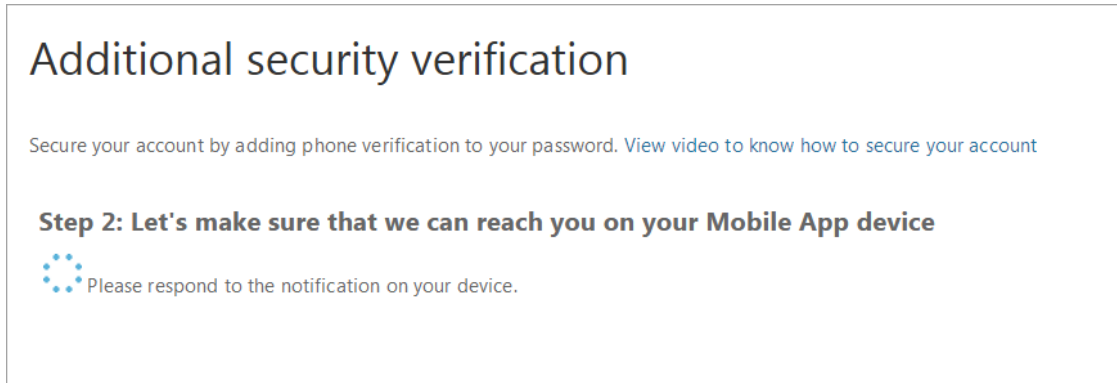 Additional security verification
Secure your account by adding phone verification to your password. View video to know how to secure your account
Step 2: Let's make sure that we can reach you on your Mobile App device
Please respond to the notification on your device.